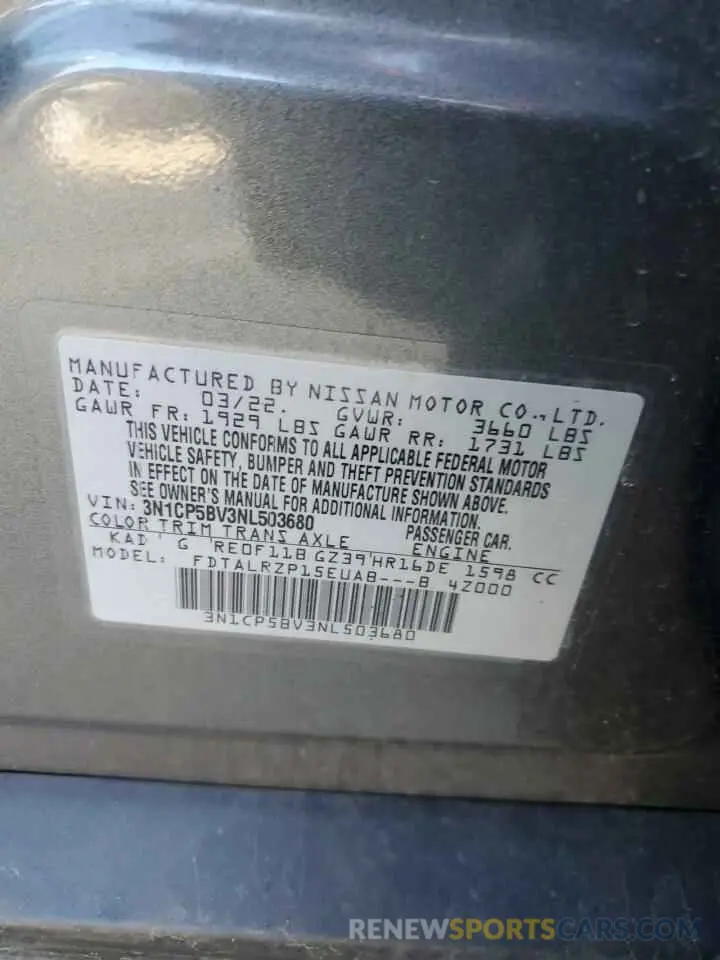 MANUFACTURED BY NISSAN MOTOR CO.,LTD.
DATE: 03/22. GVWR: 3660 LBS
GAWR FR: 1929 LBS GAWR RR: 1731 LBS
THIS VEHICLE CONFORMS TO ALL APPLICABLE FEDERAL MOTOR
VEHICLE SAFETY, BUMPER AND THEFT PREVENTION STANDARDS
IN EFFECT ON THE DATE OF MANUFACTURE SHOWN ABOVE.
SEE OWNER'S MANUAL FOR ADDITIONAL INFORMATION.
VIN: 3N1CP5BV3NL503680 PASSENGER CAR.
COLOR TRIM TRANS AXLE ENGINE
KAD G RE0F11B GZ39 HR16DE 1598 CC
MODEL: FDTALRZP15EUAB---B 4Z000
3N1CP5BV3NL503680
RENEWSPORTSCARS.COM